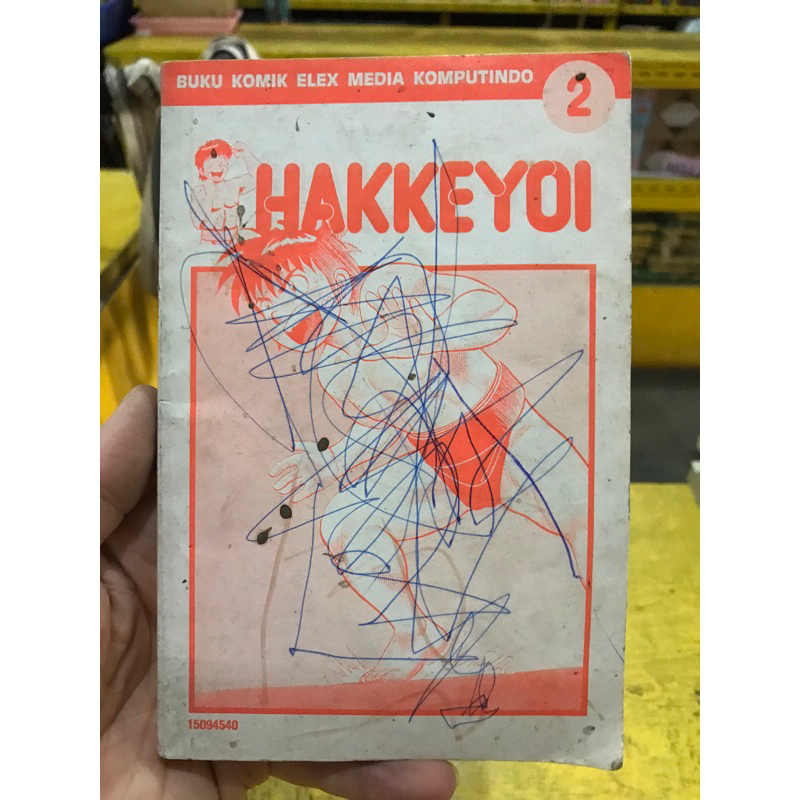 BUKU KOMIK ELEX MEDIA KOMPUTINDO
2
HAKKEYOI
15094540